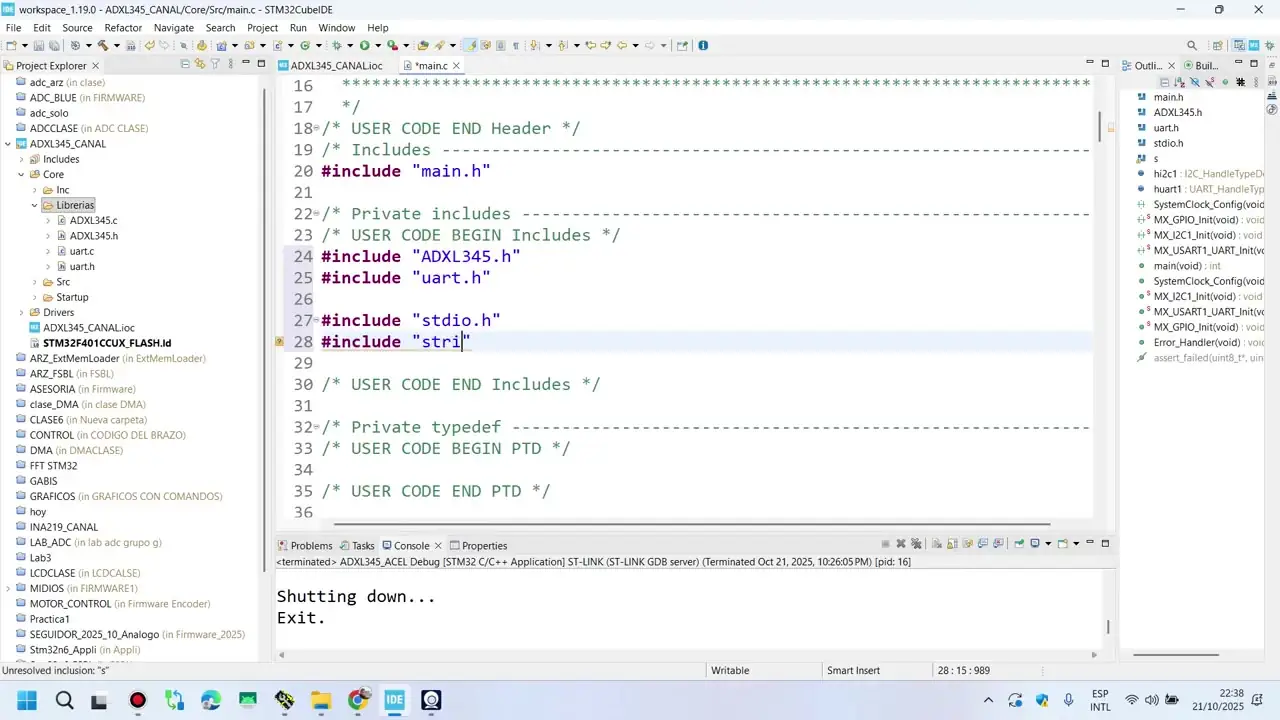 workspace_1.19.0 - ADXL345_CANAL/Core/Src/main.c - STM32CubeIDE
File Edit Source Refactor Navigate Search Project Run Window Help
Project Explorer
adc_arz (in clase)
ADC_BLUE (in FIRMWARE)
adc_solo
ADCCLASE (in ADC CLASE)
ADXL345_CANAL
Includes
Core
Inc
Librerias
ADXL345.c
ADXL345.h
uart.c
uart.h
Src
Startup
Drivers
ADXL345_CANAL.ioc
STM32F401CCUX_FLASH.ld
ARZ_ExtMemLoader (in ExtMemLoader)
ARZ_FSBL (in FSBL)
ASESORIA (in Firmware)
clase_DMA (in clase DMA)
CLASE6 (in Nueva carpeta)
CONTROL (in CODIGO DEL BRAZO)
DMA (in DMACLASE)
FFT STM32
GABIS
GRAFICOS (in GRAFICOS CON COMANDOS)
hoy
INA219_CANAL
LAB_ADC (in lab adc grupo g)
Lab3
LCDCLASE (in LCDCALSE)
MIDIOS (in FIRMWARE1)
MOTOR_CONTROL (in Firmware Encoder)
Practica1
SEGUIDOR_2025_10_Analogo (in Firmware_2025)
Stm32n6_Appli (in Appli)
ADXL345_CANAL.ioc *main.c
16 ******************************************************************************
17 */
18 /* USER CODE END Header */
19 /* Includes ------------------------------------------------------------------
20 #include "main.h"
21
22 /* Private includes ----------------------------------------------------------
23 /* USER CODE BEGIN Includes */
24 #include "ADXL345.h"
25 #include "uart.h"
26
27 #include "stdio.h"
28 #include "stri"
29
30 /* USER CODE END Includes */
31
32 /* Private typedef -----------------------------------------------------------
33 /* USER CODE BEGIN PTD */
34
35 /* USER CODE END PTD */
36
Problems Tasks Console Properties
<terminated> ADXL345_ACEL Debug [STM32 C/C++ Application] ST-LINK (ST-LINK GDB server) (Terminated Oct 21, 2025, 10:26:05 PM) [pid: 16]
Shutting down...
Exit.
Outli... Buil...
main.h
ADXL345.h
uart.h
stdio.h
s
hi2c1 : I2C_HandleTypeDe
huart1 : UART_HandleTyp
SystemClock_Config(void
MX_GPIO_Init(void) : void
MX_I2C1_Init(void) : void
MX_USART1_UART_Init(
main(void) : int
SystemClock_Config(void
MX_I2C1_Init(void) : void
MX_USART1_UART_Init(
MX_GPIO_Init(void) : void
Error_Handler(void) : void
assert_failed(uint8_t*, uin
Unresolved inclusion: "s" Writable Smart Insert 28 : 15 : 989
ESP
INTL
22:38
21/10/2025